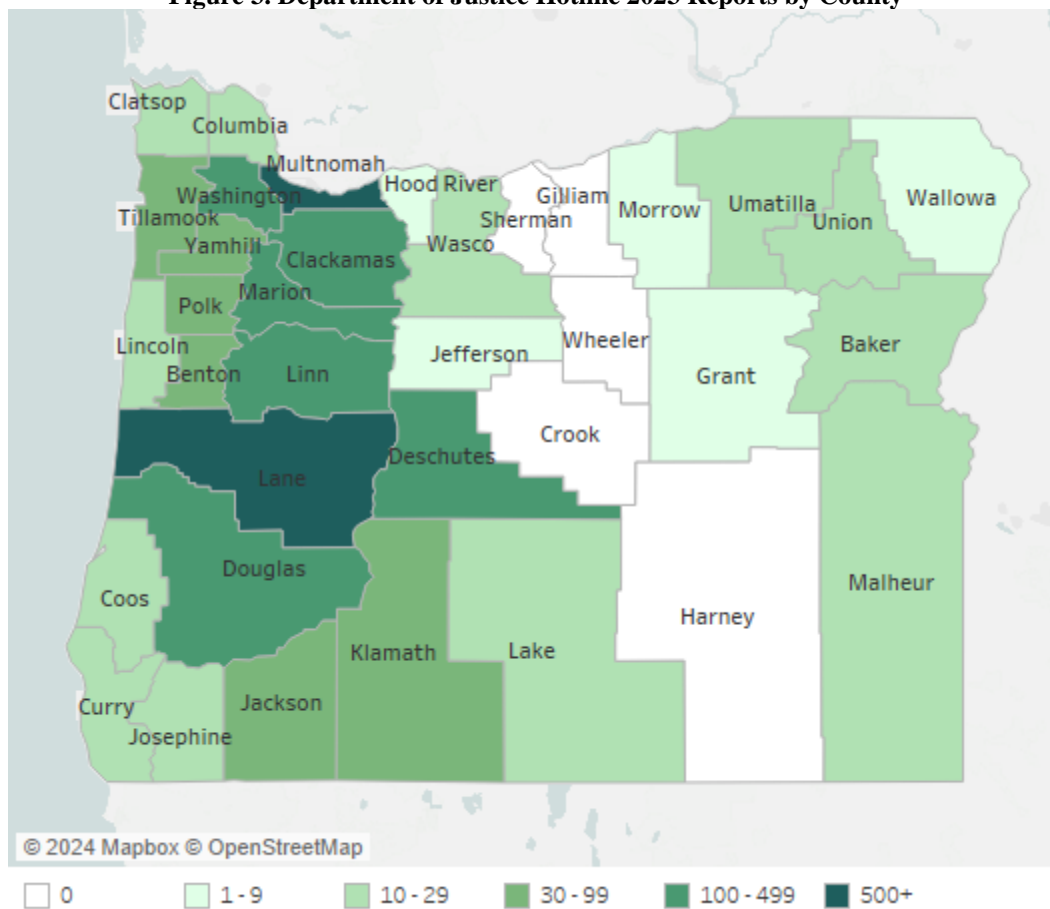 Figure 3. Department of Justice Hotline 2023 Reports by County
Clatsop
Columbia
Multnomah
Washington
Hood River
Gilliam
Sherman
Morrow
Umatilla
Union
Wallowa
Tillamook
Yamhill
Wasco
Clackamas
Marion
Polk
Lincoln
Benton
Linn
Jefferson
Wheeler
Grant
Baker
Crook
Deschutes
Lane
Douglas
Coos
Malheur
Harney
Klamath
Lake
Curry
Jackson
Josephine
© 2024 Mapbox © OpenStreetMap
0 1 - 9 10 - 29 30 - 99 100 - 499 500+